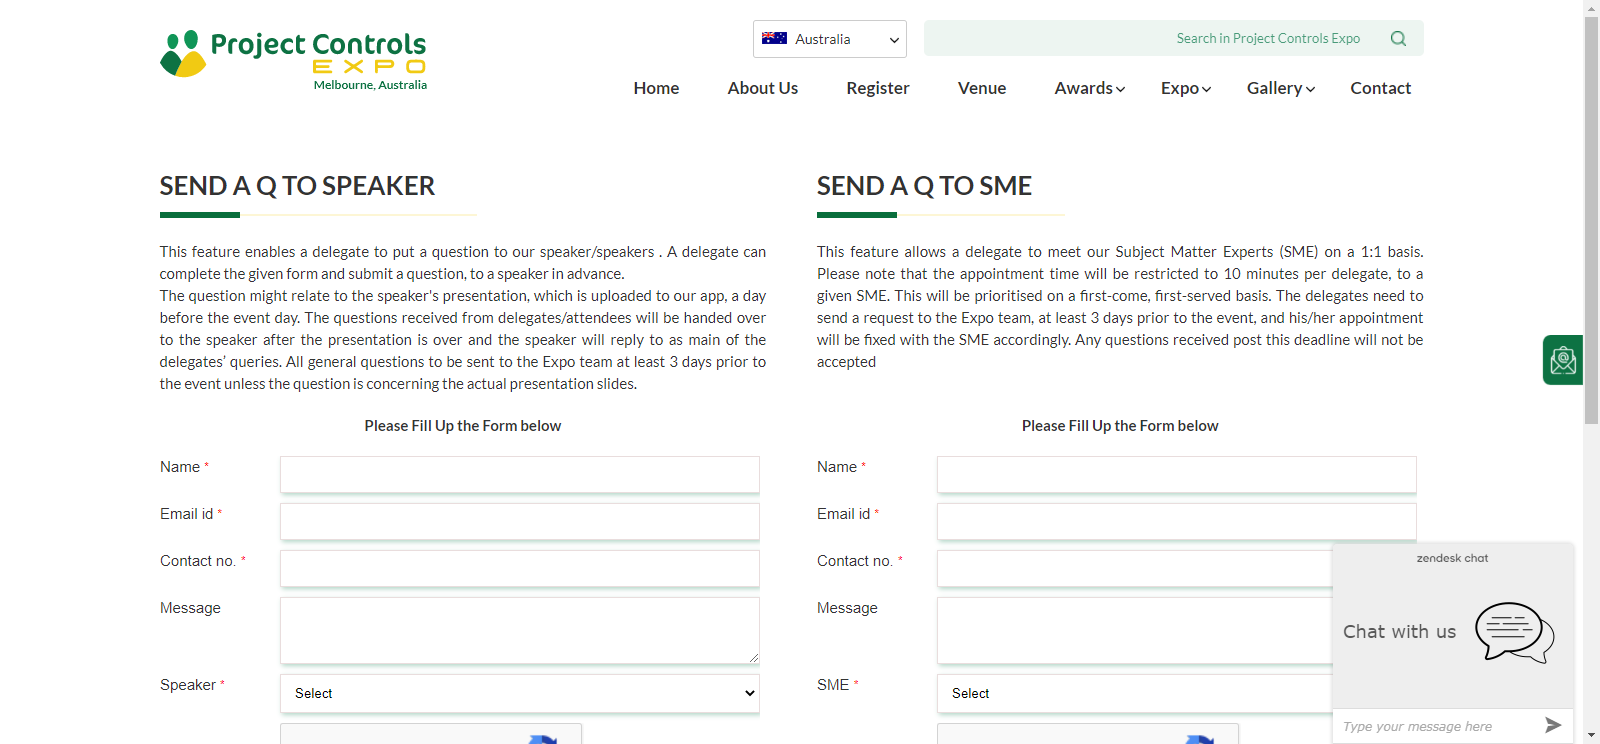 Project Controls
EXPO
Melbourne, Australia
Australia
Search in Project Controls Expo
Home
About Us
Register
Venue
Awards
Expo
Gallery
Contact
SEND A Q TO SPEAKER
This feature enables a delegate to put a question to our speaker/speakers . A delegate can
complete the given form and submit a question, to a speaker in advance.
The question might relate to the speaker's presentation, which is uploaded to our app, a day
before the event day. The questions received from delegates/attendees will be handed over
to the speaker after the presentation is over and the speaker will reply to as main of the
delegates' queries. All general questions to be sent to the Expo team at least 3 days prior to
the event unless the question is concerning the actual presentation slides.
Please Fill Up the Form below
Name *
Email id *
Contact no. *
Message
Speaker *
Select
SEND A Q TO SME
This feature allows a delegate to meet our Subject Matter Experts (SME) on a 1:1 basis.
Please note that the appointment time will be restricted to 10 minutes per delegate, to a
given SME. This will be prioritised on a first-come, first-served basis. The delegates need to
send a request to the Expo team, at least 3 days prior to the event, and his/her appointment
will be fixed with the SME accordingly. Any questions received post this deadline will not be
accepted
Please Fill Up the Form below
Name *
Email id *
Contact no. *
Message
SME *
Select
zendesk chat
Chat with us
Type your message here